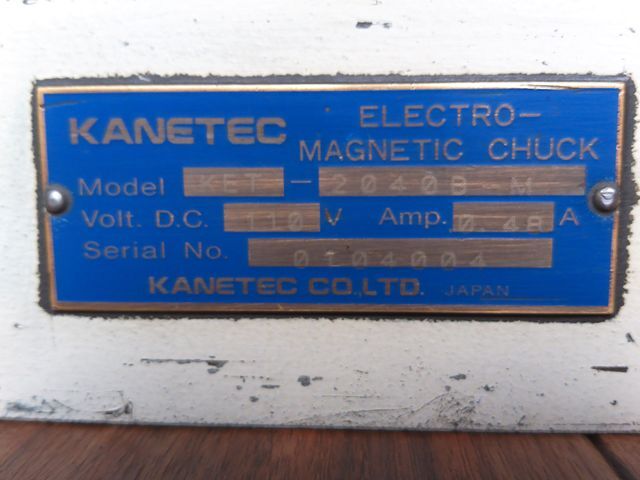 KANETEC
ELECTRO-
MAGNETIC CHUCK
Model KET-2040B-M
Volt. D.C. 110 V Amp. 0.48 A
Serial No. 0104004
KANETEC CO.,LTD. JAPAN